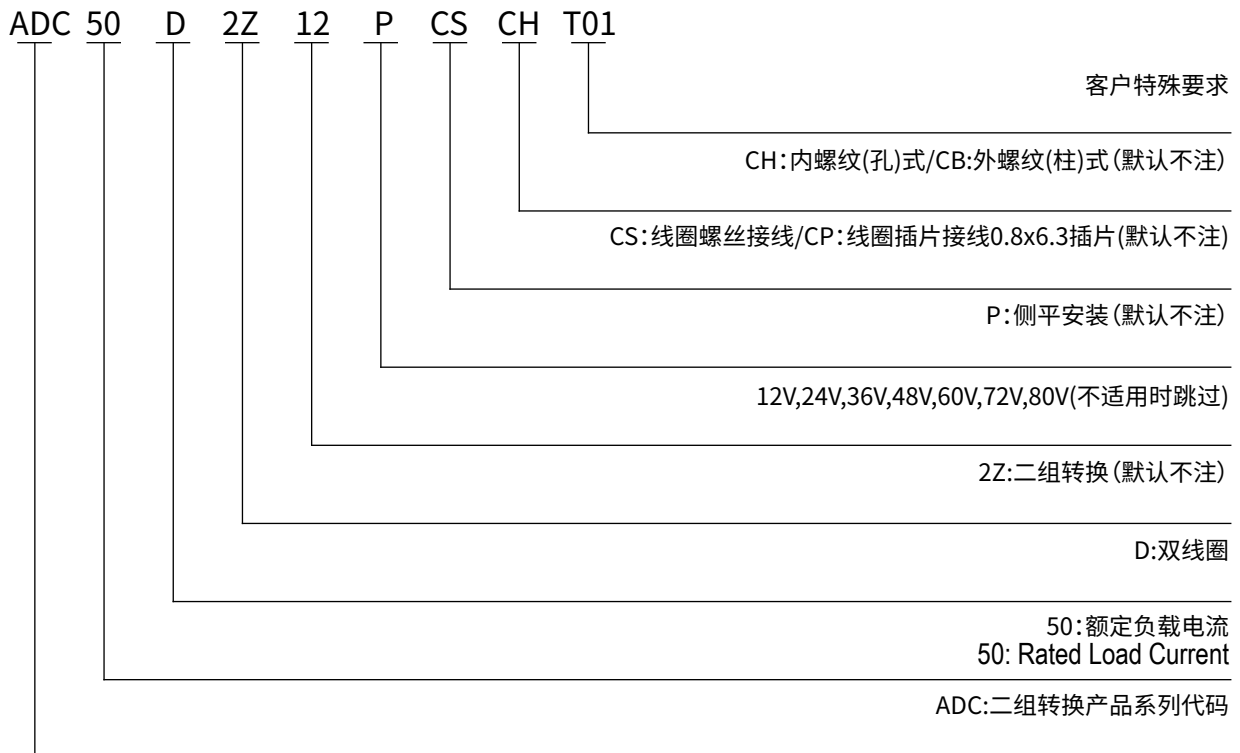 ADC 50 D 2Z 12 P CS CH T01
客户特殊要求
CH：内螺纹(孔)式/CB:外螺纹(柱)式（默认不注）
CS：线圈螺丝接线/CP：线圈插片接线0.8x6.3插片(默认不注)
P：侧平安装（默认不注）
12V,24V,36V,48V,60V,72V,80V(不适用时跳过)
2Z:二组转换（默认不注）
D:双线圈
50：额定负载电流
50: Rated Load Current
ADC:二组转换产品系列代码